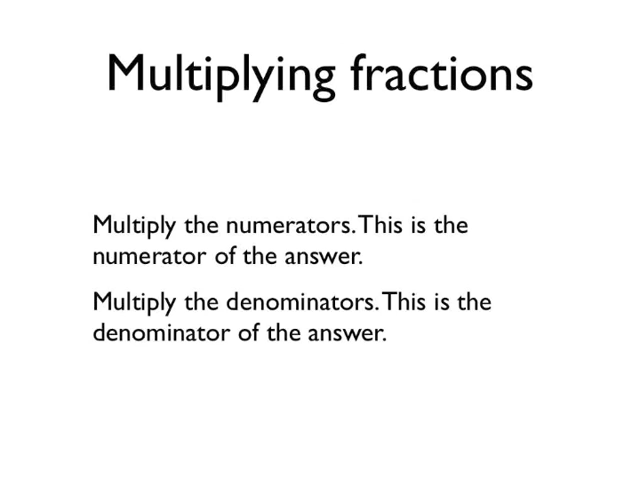 Multiplying fractions
Multiply the numerators. This is the
numerator of the answer.
Multiply the denominators. This is the
denominator of the answer.